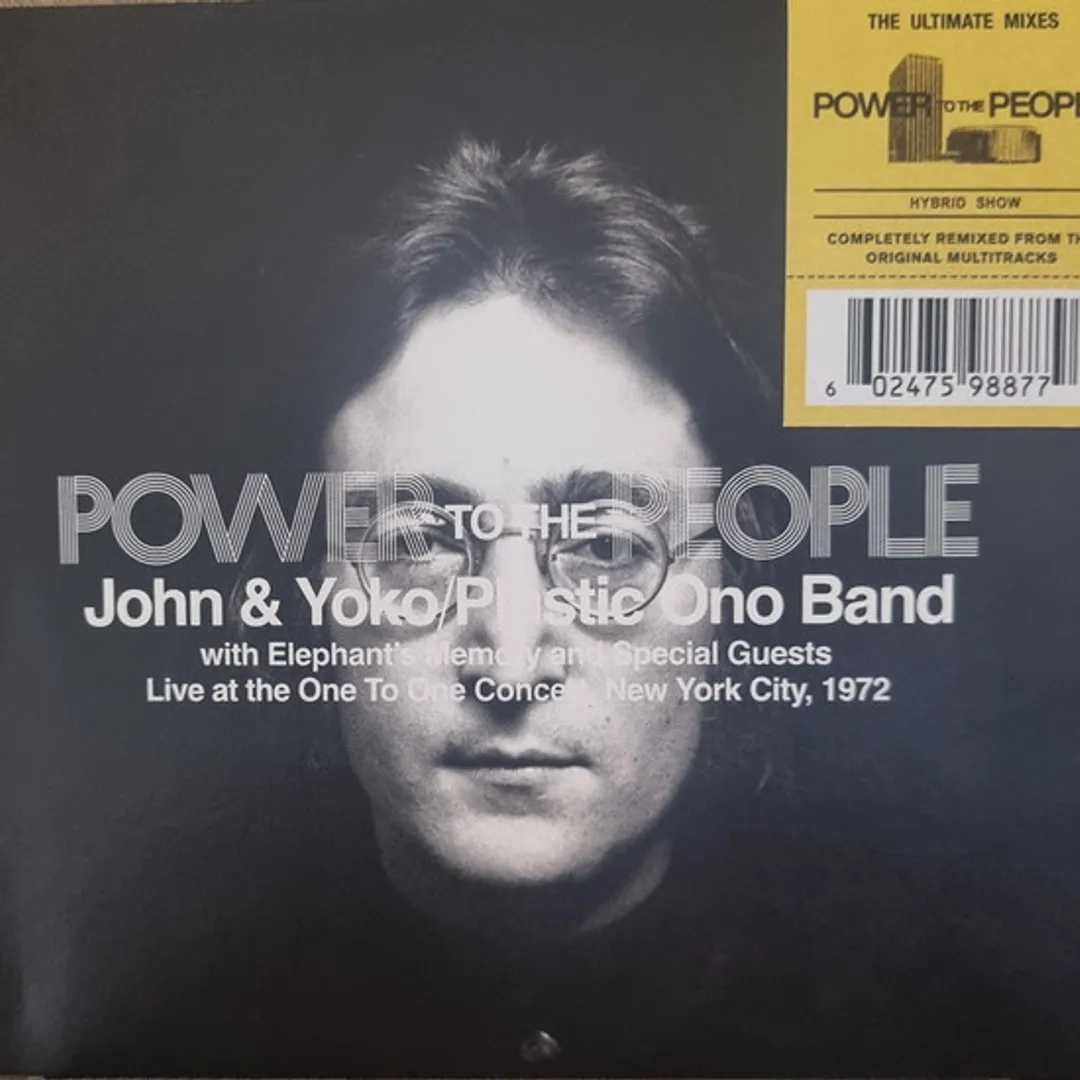 THE ULTIMATE MIXES
POWER TO THE PEOPL
HYBRID SHOW
COMPLETELY REMIXED FROM TH
ORIGINAL MULTITRACKS
6 02475 98877
POWER TO THE PEOPLE
John & Yoko/Plastic Ono Band
with Elephant's Memory and Special Guests
Live at the One To One Concert, New York City, 1972